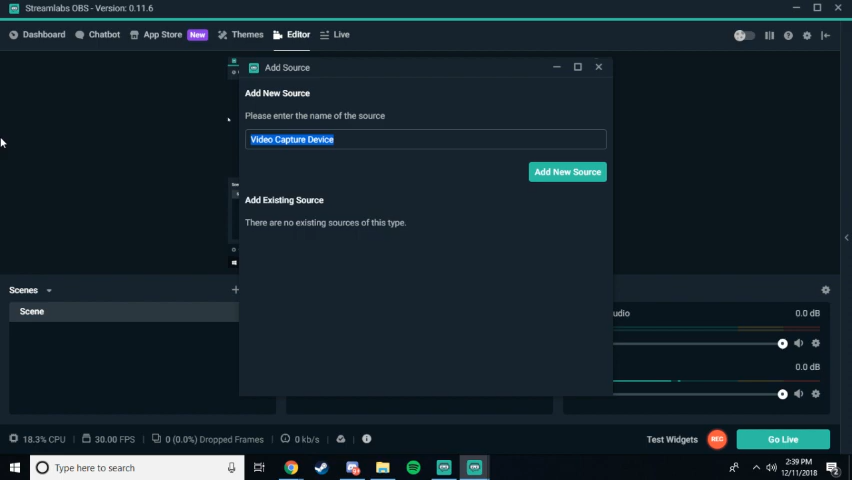 Streamlabs OBS - Version: 0.11.6
Dashboard Chatbot App Store New Themes Editor Live
Add Source
Add New Source
Please enter the name of the source
Video Capture Device
Add New Source
Add Existing Source
There are no existing sources of this type.
Scenes
Scene
udio 0.0 dB
0.0 dB
18.3% CPU 30.00 FPS 0 (0.0%) Dropped Frames 0 kb/s Test Widgets REC Go Live
Type here to search
2:39 PM
12/11/2018
2